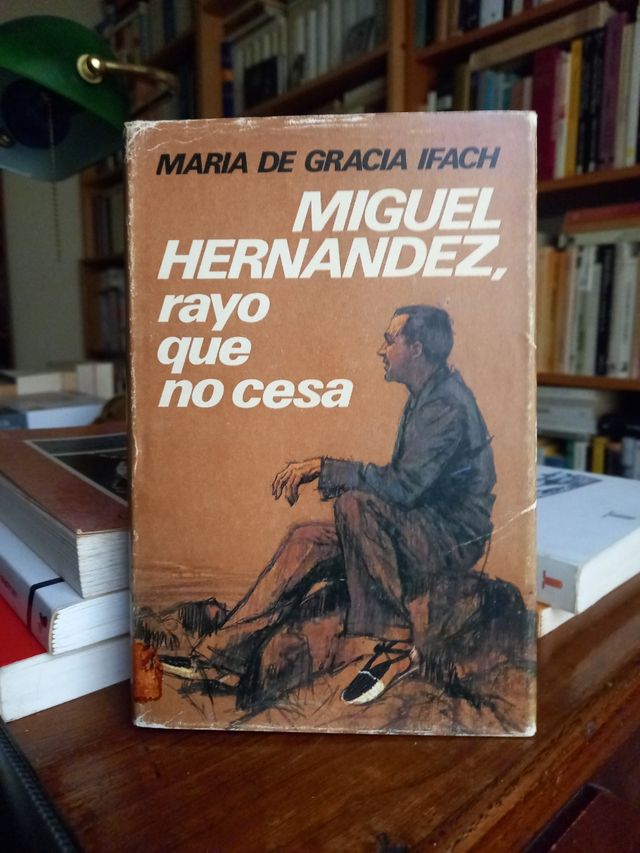 MARIA DE GRACIA IFACH
MIGUEL
HERNANDEZ,
rayo
que
no cesa